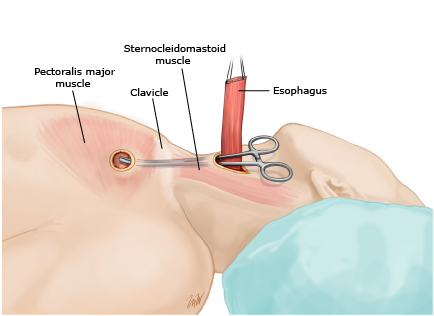 Sternocleidomastoid
muscle
Pectoralis major
muscle
Clavicle
Esophagus